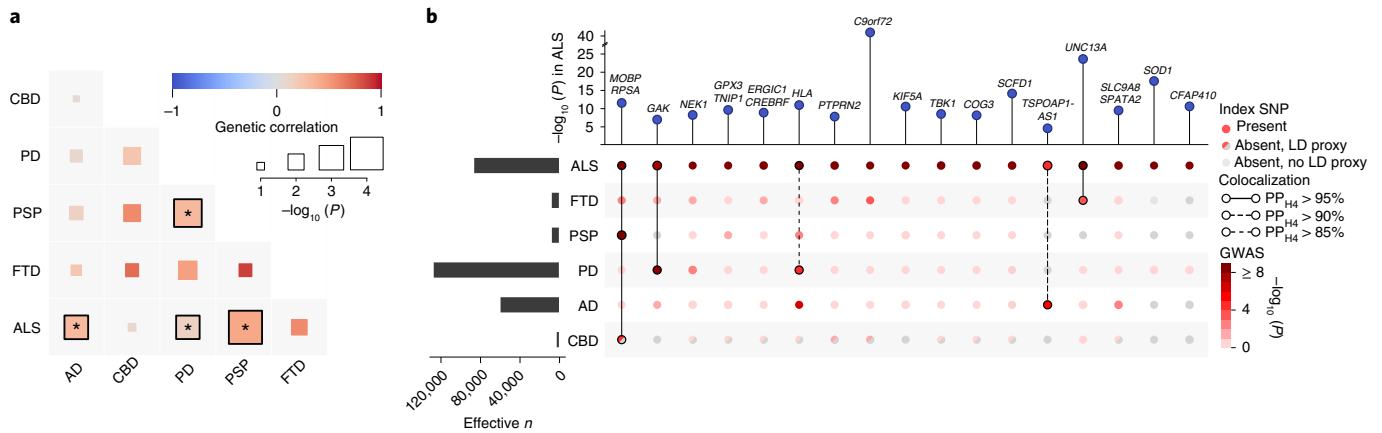 a
CBD
PD
PSP
FTD
ALS
AD
CBD
PD
PSP
FTD
*
*
*
*
−1
0
1
Genetic correlation
1
2
3
4
−log10 (P)
b
−log10 (P) in ALS
40
25
20
15
10
5
MOBP
RPSA
GAK
NEK1
GPX3
TNIP1
ERGIC1
CREBRF
HLA
PTPRN2
C9orf72
KIF5A
TBK1
COG3
SCFD1
TSPOAP1-
AS1
UNC13A
SLC9A8
SPATA2
SOD1
CFAP410
ALS
FTD
PSP
PD
AD
CBD
120,000
80,000
40,000
0
Effective n
Index SNP
Present
Absent, LD proxy
Absent, no LD proxy
Colocalization
PPH4 > 95%
PPH4 > 90%
PPH4 > 85%
GWAS
≥ 8
4
0
−log10 (P)